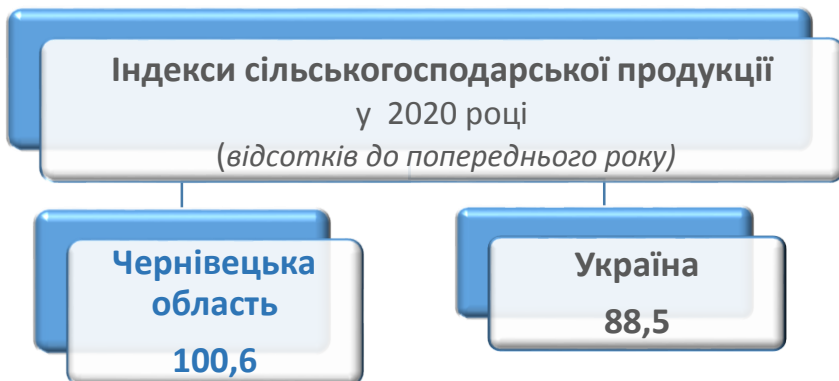 Індекси сільськогосподарської продукції
у 2020 році
(відсотків до попереднього року)
Чернівецька
область
100,6
Україна
88,5